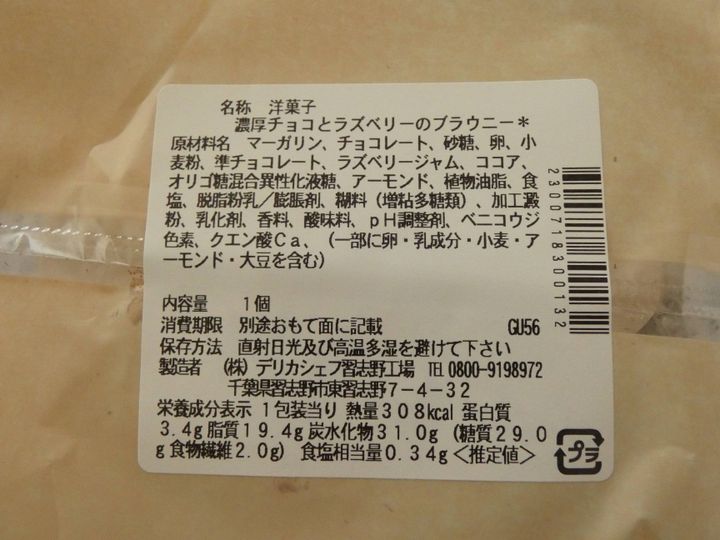 名称 洋菓子
濃厚チョコとラズベリーのブラウニー＊
原材料名 マーガリン、チョコレート、砂糖、卵、小
麦粉、準チョコレート、ラズベリージャム、ココア、
オリゴ糖混合異性化液糖、アーモンド、植物油脂、食
塩、脱脂粉乳／膨脹剤、糊料（増粘多糖類）、加工澱
粉、乳化剤、香料、酸味料、ｐＨ調整剤、ベニコウジ
色素、クエン酸Ｃａ、（一部に卵・乳成分・小麦・ア
ーモンド・大豆を含む）
内容量 １個
消費期限 別途おもて面に記載 GU56
保存方法 直射日光及び高温多湿を避けて下さい
製造者 （株）デリカシェフ習志野工場 TEL 0800-9198972
千葉県習志野市東習志野７－４－３２
栄養成分表示 １包装当り 熱量３０８kcal 蛋白質
３.４g 脂質１９.４g 炭水化物３１.０g （糖質２９.０
g 食物繊維２.０g） 食塩相当量０.３４g＜推定値＞
プラ
2300718300132